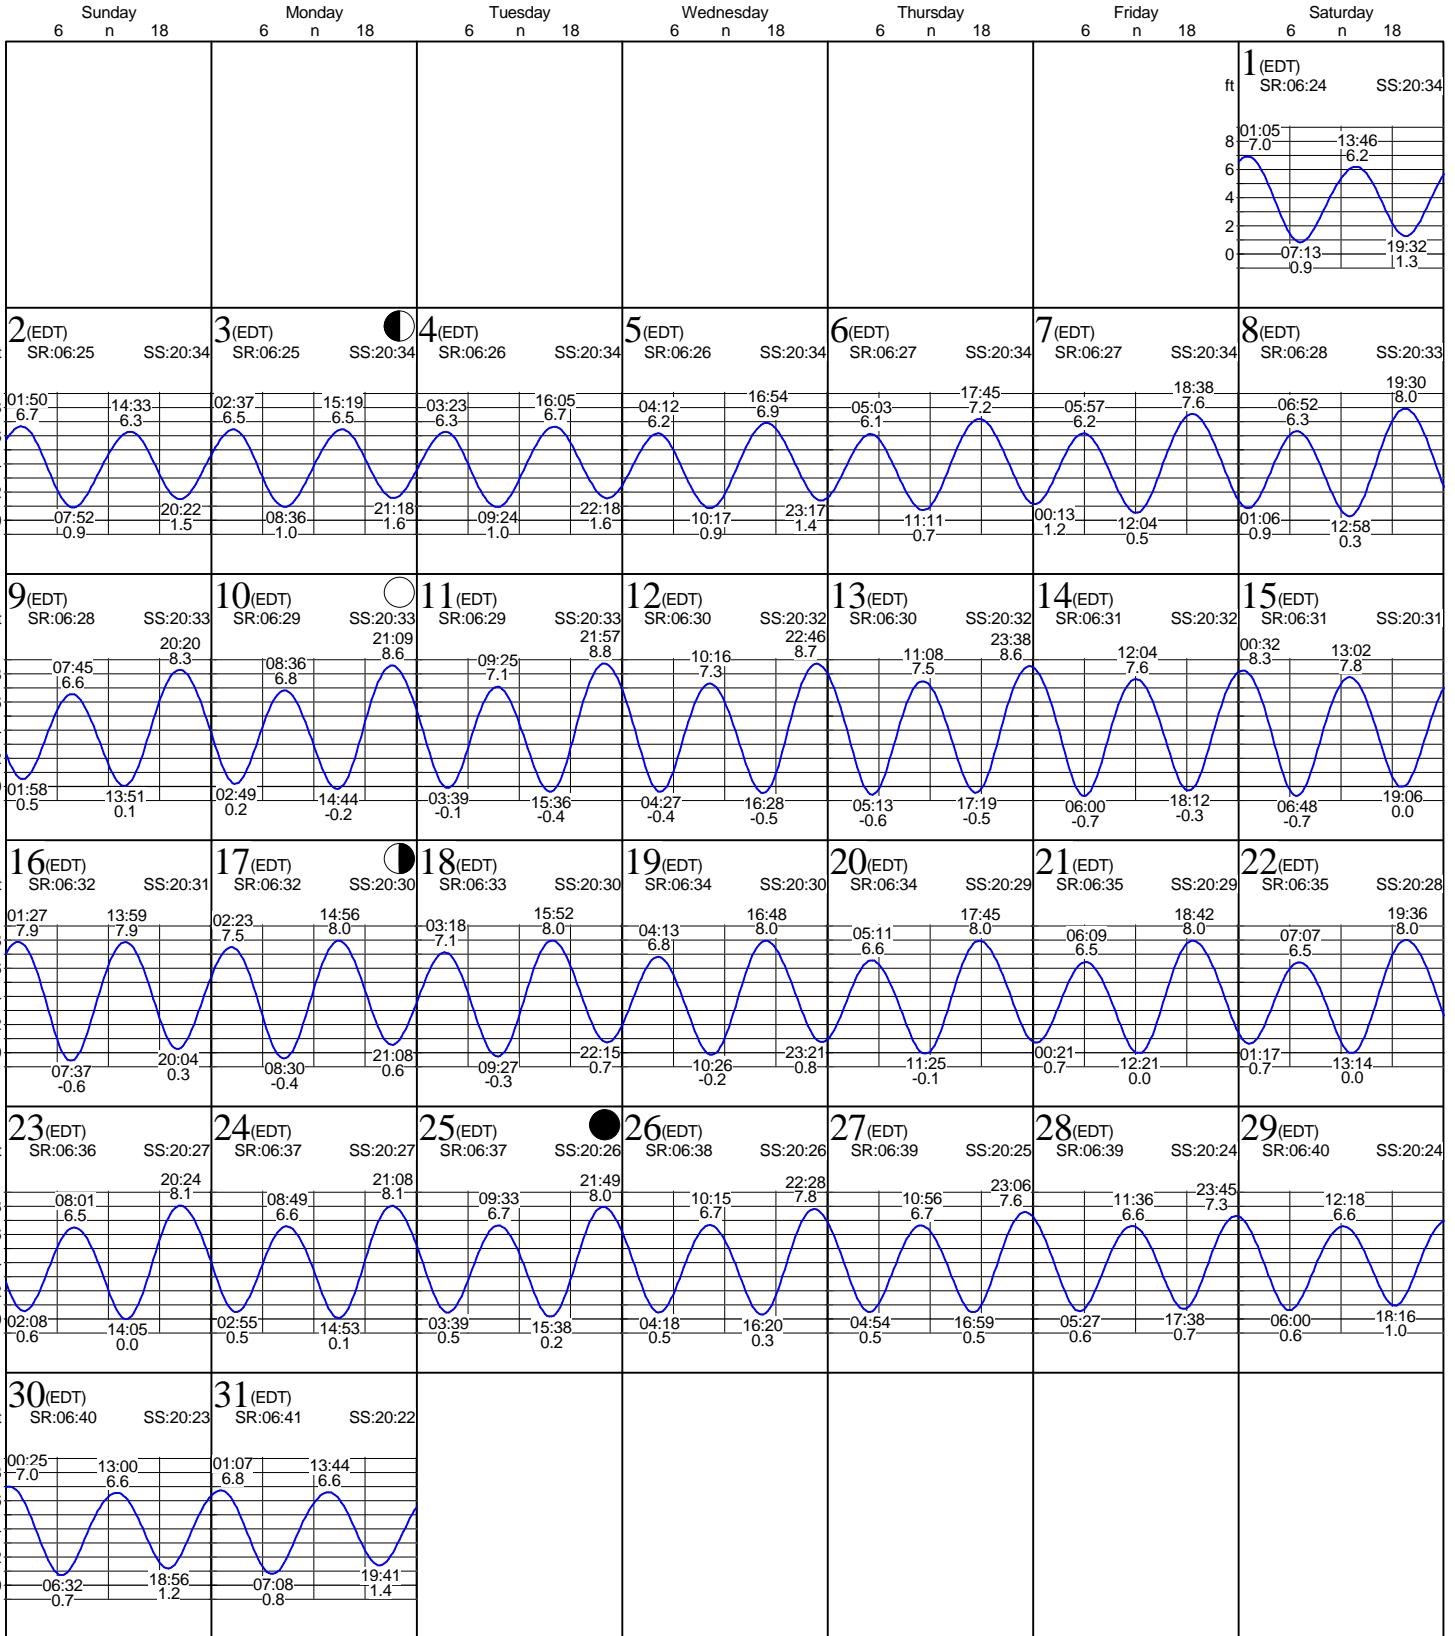 Sunday Monday Tuesday Wednesday Thursday Friday Saturday
6 n 18 6 n 18 6 n 18 6 n 18 6 n 18 6 n 18 6 n 18
1(EDT)
ft SR:06:24 SS:20:34
01:05 13:46
8 7.0 6.2
6
4
2
0
07:13 19:32
0.9 1.3
2(EDT) 3(EDT) 4(EDT) 5(EDT) 6(EDT) 7(EDT) 8(EDT)
SR:06:25 SS:20:34 SR:06:25 SS:20:34 SR:06:26 SS:20:34 SR:06:26 SS:20:34 SR:06:27 SS:20:34 SR:06:27 SS:20:34 SR:06:28 SS:20:33
01:50 14:33 02:37 15:19 03:23 16:05 04:12 16:54 05:03 17:45 05:57 18:38 06:52 19:30
6.7 6.3 6.5 6.5 6.3 6.7 6.2 6.9 6.1 7.2 6.2 7.6 6.3 8.0
07:52 20:22 08:36 21:18 09:24 22:18 10:17 23:17 11:11 00:13 12:04 01:06 12:58
0.9 1.5 1.0 1.6 1.0 1.6 0.9 1.4 0.7 1.2 0.5 0.9 0.3
9(EDT) 10(EDT) 11(EDT) 12(EDT) 13(EDT) 14(EDT) 15(EDT)
SR:06:28 SS:20:33 SR:06:29 SS:20:33 SR:06:29 SS:20:33 SR:06:30 SS:20:32 SR:06:30 SS:20:32 SR:06:31 SS:20:32 SR:06:31 SS:20:31
07:45 20:20 08:36 21:09 09:25 21:57 10:16 22:46 11:08 23:38 12:04 00:32 13:02
6.6 8.3 6.8 8.6 7.1 8.8 7.3 8.7 7.5 8.6 7.6 8.3 7.8
01:58 13:51 02:49 14:44 03:39 15:36 04:27 16:28 05:13 17:19 06:00 18:12 06:48 19:06
0.5 0.1 0.2 -0.2 -0.1 -0.4 -0.4 -0.5 -0.6 -0.5 -0.7 -0.3 -0.7 0.0
16(EDT) 17(EDT) 18(EDT) 19(EDT) 20(EDT) 21(EDT) 22(EDT)
SR:06:32 SS:20:31 SR:06:32 SS:20:30 SR:06:33 SS:20:30 SR:06:34 SS:20:30 SR:06:34 SS:20:29 SR:06:35 SS:20:29 SR:06:35 SS:20:28
01:27 13:59 02:23 14:56 03:18 15:52 04:13 16:48 05:11 17:45 06:09 18:42 07:07 19:36
7.9 7.9 7.5 8.0 7.1 8.0 6.8 8.0 6.6 8.0 6.5 8.0 6.5 8.0
07:37 20:04 08:30 21:08 09:27 22:15 10:26 23:21 11:25 00:21 12:21 01:17 13:14
-0.6 0.3 -0.4 0.6 -0.3 0.7 -0.2 0.8 -0.1 0.7 0.0 0.7 0.0
23(EDT) 24(EDT) 25(EDT) 26(EDT) 27(EDT) 28(EDT) 29(EDT)
SR:06:36 SS:20:27 SR:06:37 SS:20:27 SR:06:37 SS:20:26 SR:06:38 SS:20:26 SR:06:39 SS:20:25 SR:06:39 SS:20:24 SR:06:40 SS:20:24
08:01 20:24 08:49 21:08 09:33 21:49 10:15 22:28 10:56 23:06 11:36 23:45 12:18
6.5 8.1 6.6 8.1 6.7 8.0 6.7 7.8 6.7 7.6 6.6 7.3 6.6
02:08 14:05 02:55 14:53 03:39 15:38 04:18 16:20 04:54 16:59 05:27 17:38 06:00 18:16
0.6 0.0 0.5 0.1 0.5 0.2 0.5 0.3 0.5 0.5 0.6 0.7 0.6 1.0
30(EDT) 31(EDT)
SR:06:40 SS:20:23 SR:06:41 SS:20:22
00:25 13:00 01:07 13:44
7.0 6.6 6.8 6.6
06:32 18:56 07:08 19:41
0.7 1.2 0.8 1.4